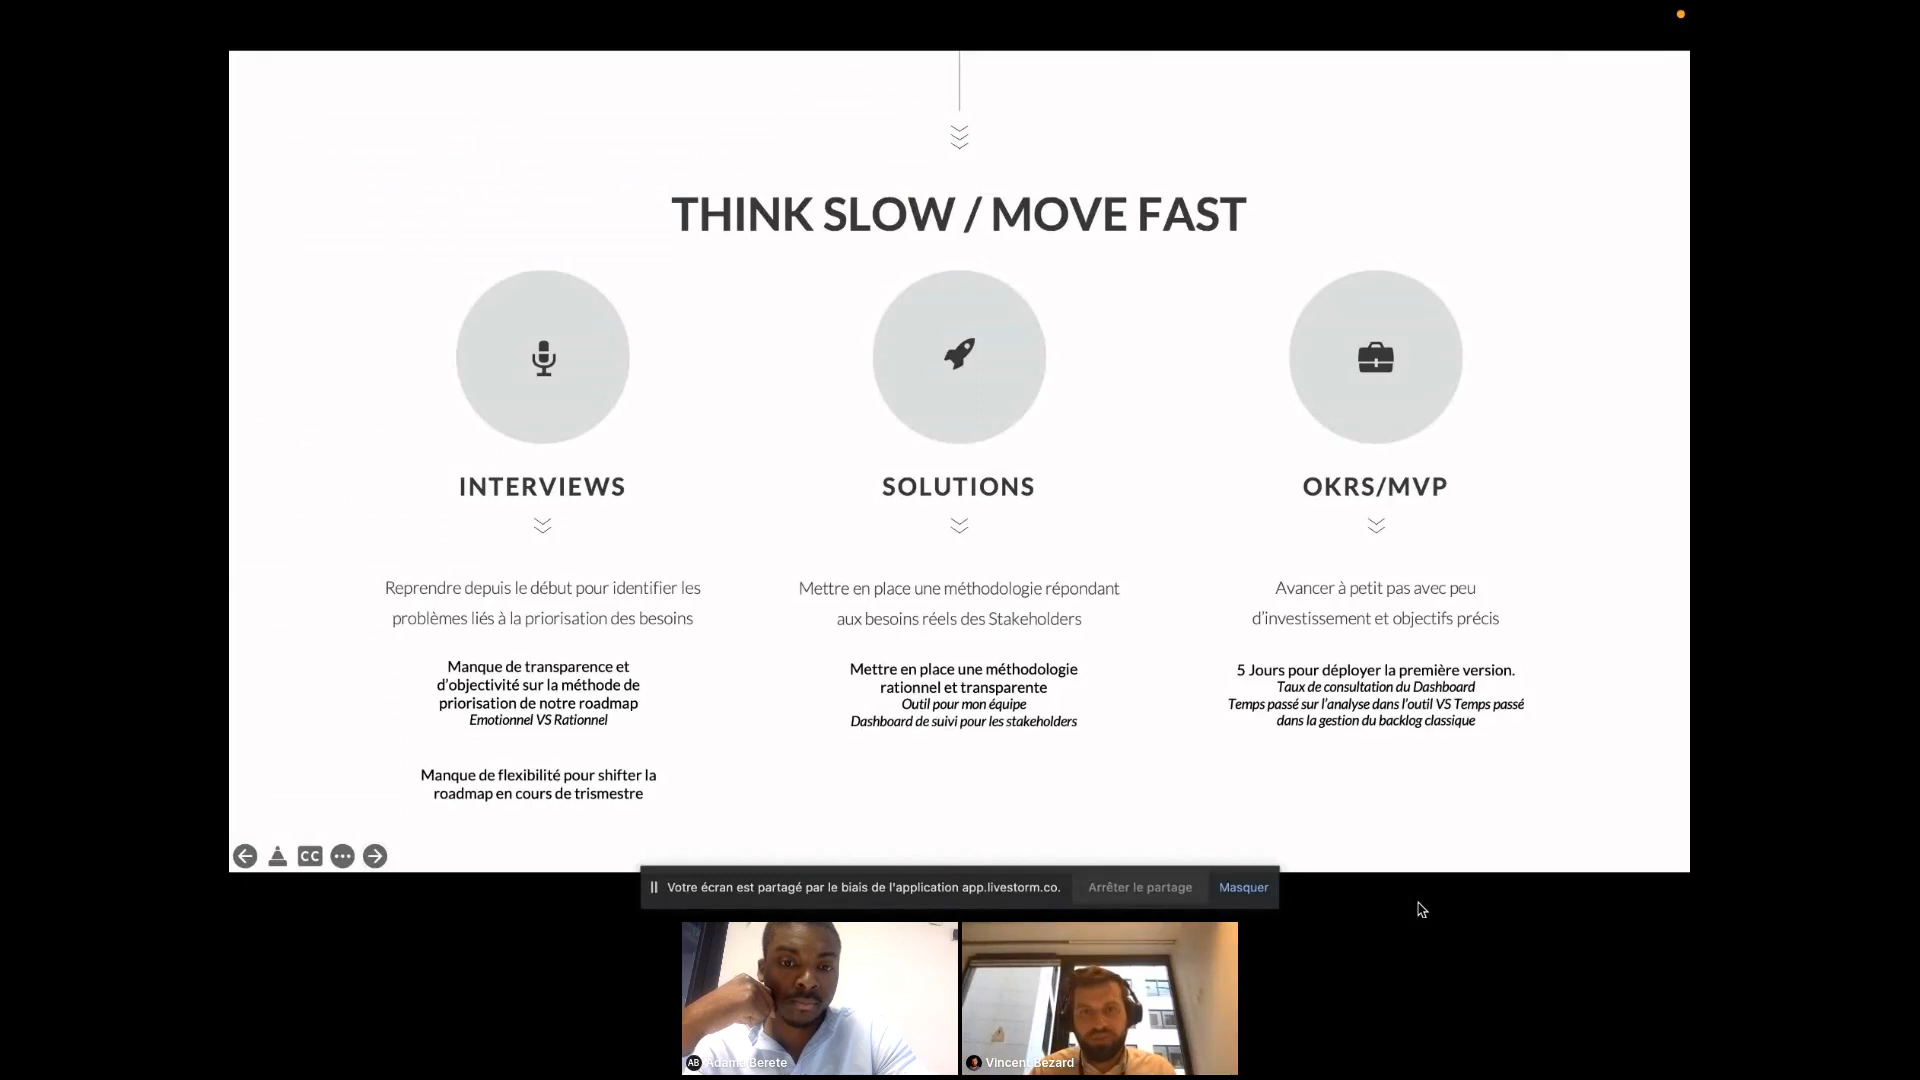 THINK SLOW / MOVE FAST
INTERVIEWS
Reprendre depuis le début pour identifier les
problèmes liés à la priorisation des besoins
Manque de transparence et
d'objectivité sur la méthode de
priorisation de notre roadmap
Emotionnel VS Rationnel
Manque de flexibilité pour shifter la
roadmap en cours de trismestre
SOLUTIONS
Mettre en place une méthodologie répondant
aux besoins réels des Stakeholders
Mettre en place une méthodologie
rationnel et transparente
Outil pour mon équipe
Dashboard de suivi pour les stakeholders
OKRS/MVP
Avancer à petit pas avec peu
d'investissement et objectifs précis
5 Jours pour déployer la première version.
Taux de consultation du Dashboard
Temps passé sur l'analyse dans l'outil VS Temps passé
dans la gestion du backlog classique
CC
Votre écran est partagé par le biais de l'application app.livestorm.co.
Arrêter le partage
Masquer
AB Adama Berete
Vincent Bezard